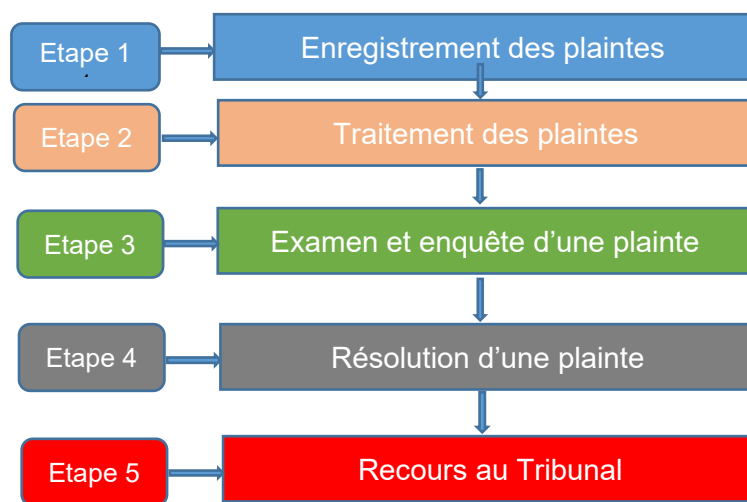 Etape 1
Enregistrement des plaintes
Etape 2
Traitement des plaintes
Etape 3
Examen et enquête d’une plainte
Etape 4
Résolution d’une plainte
Etape 5
Recours au Tribunal